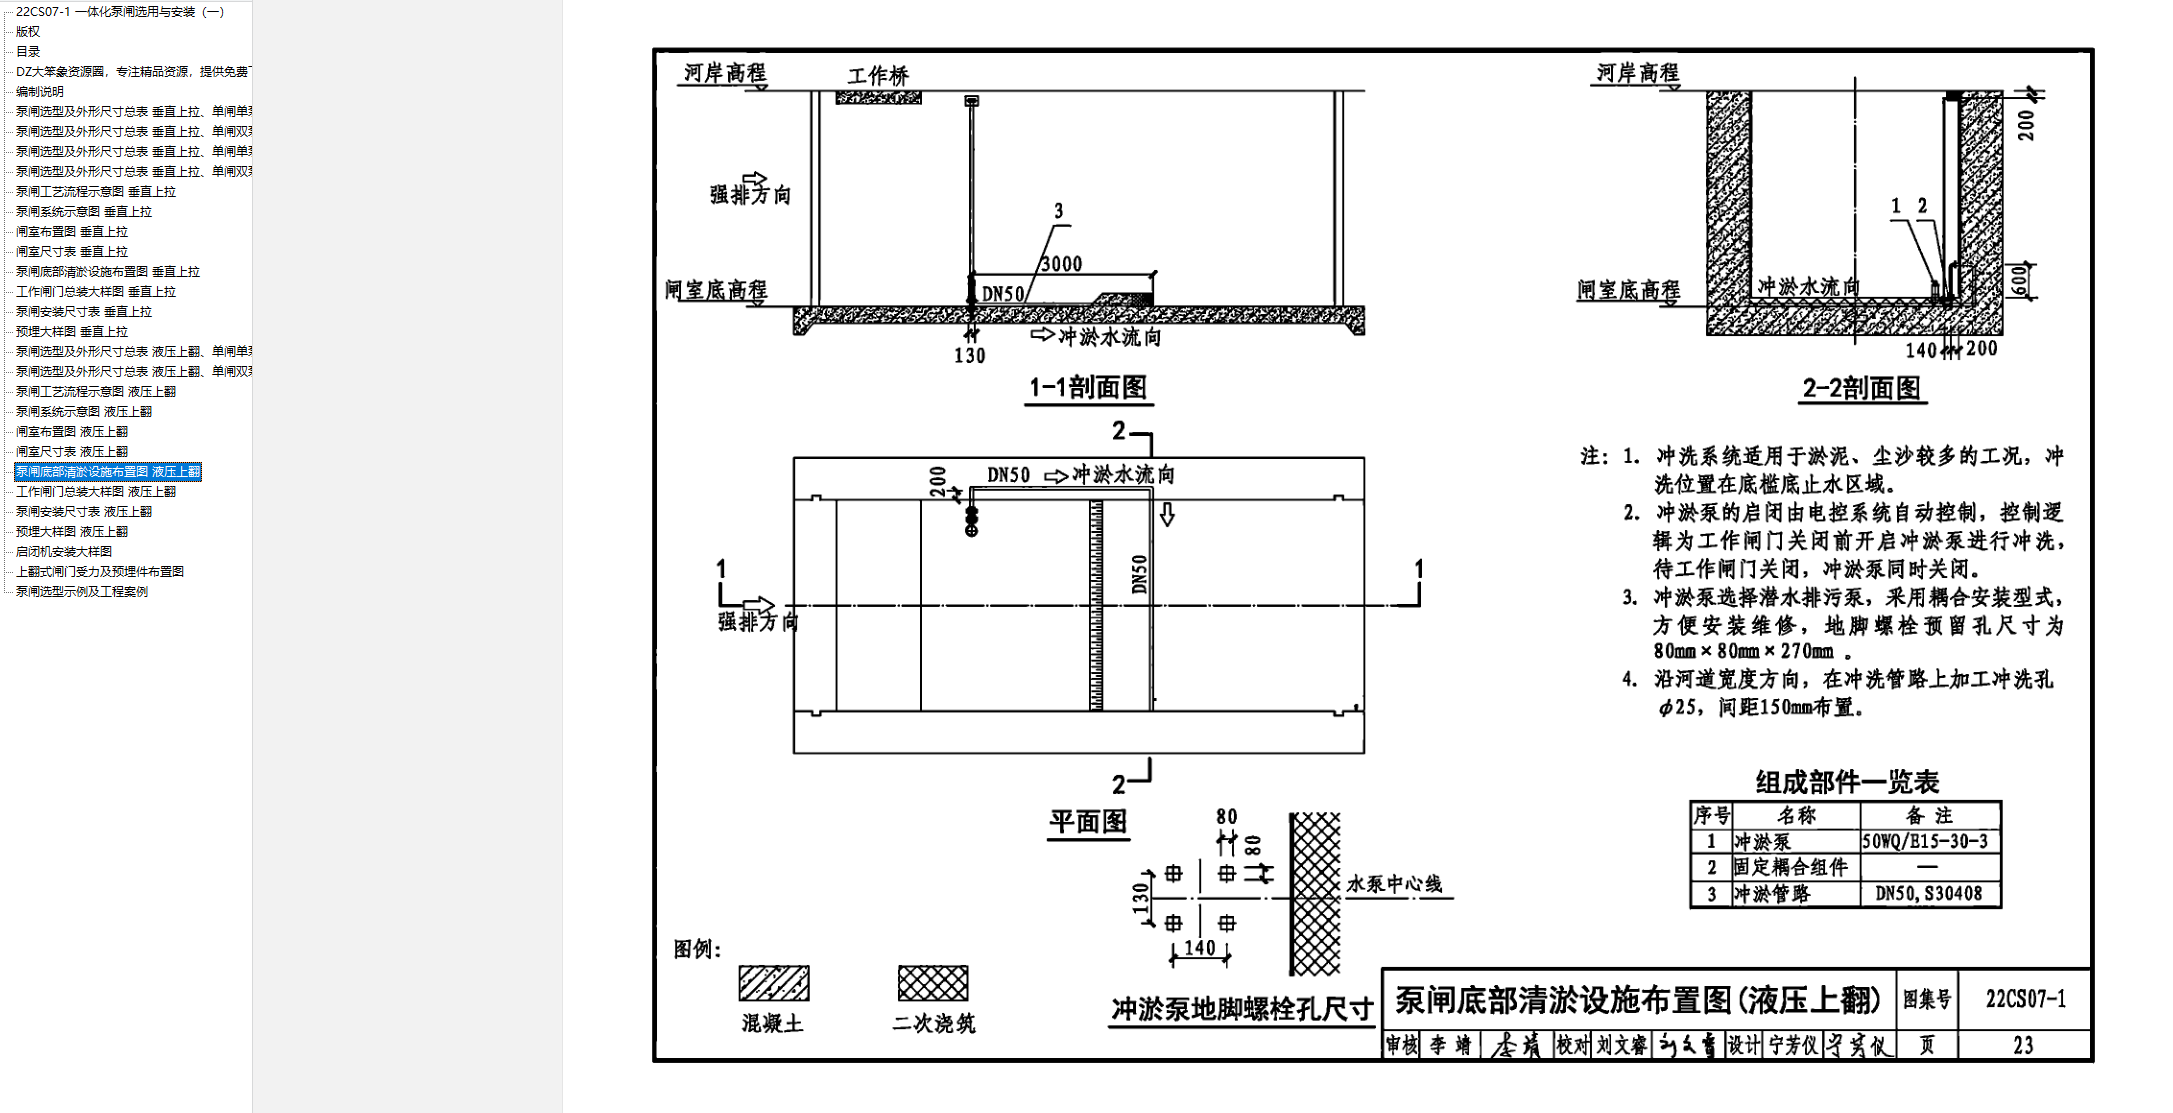 22CS07-1 一体化泵闸选用与安装（一）
版权
目录
DZ大笨象资源圈，专注精品资源，提供免费
编制说明
泵闸选型及外形尺寸总表 垂直上拉、单闸单
泵闸选型及外形尺寸总表 垂直上拉、单闸双
泵闸选型及外形尺寸总表 垂直上拉、单闸单
泵闸选型及外形尺寸总表 垂直上拉、单闸双
泵闸工艺流程示意图 垂直上拉
泵闸系统示意图 垂直上拉
闸室布置图 垂直上拉
闸室尺寸表 垂直上拉
泵闸底部清淤设施布置图 垂直上拉
工作闸门总装大样图 垂直上拉
泵闸安装尺寸表 垂直上拉
预埋大样图 垂直上拉
泵闸选型及外形尺寸总表 液压上翻、单闸单
泵闸选型及外形尺寸总表 液压上翻、单闸双
泵闸工艺流程示意图 液压上翻
泵闸系统示意图 液压上翻
闸室布置图 液压上翻
闸室尺寸表 液压上翻
泵闸底部清淤设施布置图 液压上翻
工作闸门总装大样图 液压上翻
泵闸安装尺寸表 液压上翻
预埋大样图 液压上翻
启闭机安装大样图
上翻式闸门受力及预埋件布置图
泵闸选型示例及工程案例
河岸高程
工作桥
强排方向
3
3000
闸室底高程
DN50
冲淤水流向
130
1-1剖面图
河岸高程
200
1 2
600
闸室底高程
冲淤水流向
140 200
2-2剖面图
2
200
DN50 冲淤水流向
DN50
1
1
强排方向
2
平面图
注：1. 冲洗系统适用于淤泥、尘沙较多的工况，冲
洗位置在底槛底止水区域。
2. 冲淤泵的启闭由电控系统自动控制，控制逻
辑为工作闸门关闭前开启冲淤泵进行冲洗，
待工作闸门关闭，冲淤泵同时关闭。
3. 冲淤泵选择潜水排污泵，采用耦合安装型式，
方便安装维修，地脚螺栓预留孔尺寸为
80mm×80mm×270mm 。
4. 沿河道宽度方向，在冲洗管路上加工冲洗孔
φ25，间距150mm布置。
80
80
130
140
水泵中心线
冲淤泵地脚螺栓孔尺寸
组成部件一览表
序号 名称 备 注
1 冲淤泵 50WQ/E15-30-3
2 固定耦合组件 —
3 冲淤管路 DN50,S30408
图例：
混凝土
二次浇筑
泵闸底部清淤设施布置图(液压上翻) 图集号 22CS07-1
审核 李 靖 李靖 校对 刘文睿 刘文睿 设计 宁芳仪 宁芳仪 页 23